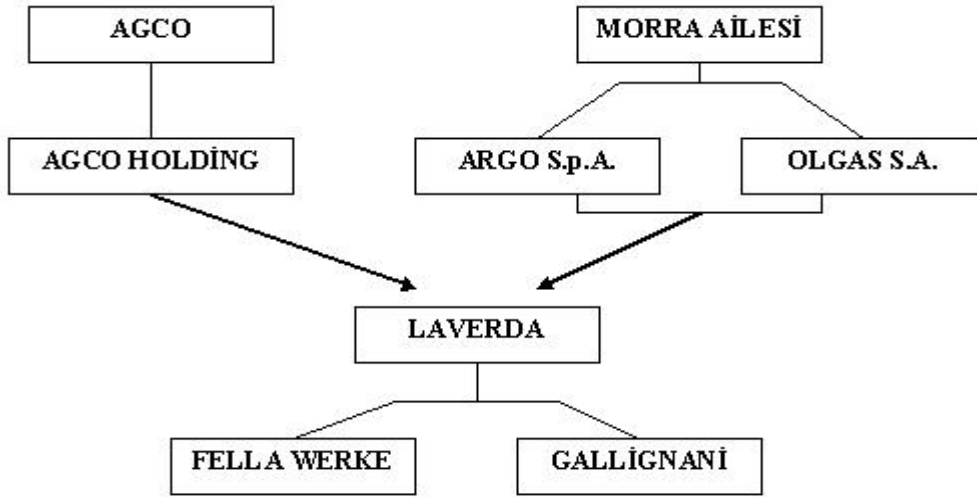 AGCO
MORRA AİLESİ
AGCO HOLDİNG
ARGO S.p.A.
OLGAS S.A.
LAVERDA
FELLA WERKE
GALLİGNANİ